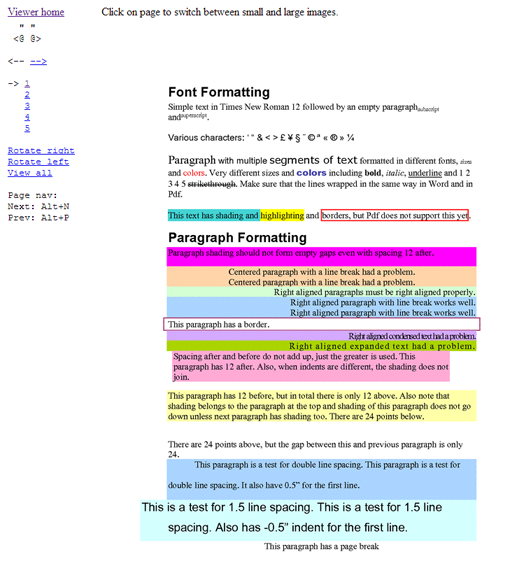 Viewer home
Click on page to switch between small and large images.
" "
<@ @>
<-- -->
-> 1
2
3
4
5
Rotate right
Rotate left
View all
Page nav:
Next: Alt+N
Prev: Alt+P
Font Formatting
Simple text in Times New Roman 12 followed by an empty paragraph subscript
and superscript.
Various characters: ' " & < > £ ¥ § ¨ © ª « ® » ¼
Paragraph with multiple segments of text formatted in different fonts, sizes
and colors. Very different sizes and colors including bold, italic, underline and 1 2
3 4 5 strikethrough. Make sure that the lines wrapped in the same way in Word and in
Pdf.
This text has shading and highlighting and borders, but Pdf does not support this yet.
Paragraph Formatting
Paragraph shading should not form empty gaps even with spacing 12 after.
Centered paragraph with a line break had a problem.
Centered paragraph with a line break had a problem.
Right aligned paragraphs must be right aligned properly.
Right aligned paragraph with line break works well.
Right aligned paragraph with line break works well.
This paragraph has a border.
Right aligned condensed text had a problem.
Right aligned expanded text had a problem.
Spacing after and before do not add up, just the greater is used. This
paragraph has 12 after. Also, when indents are different, the shading does not
join.
This paragraph has 12 before, but in total there is only 12 above. Also note that
shading belongs to the paragraph at the top and shading of this paragraph does not go
down unless next paragraph has shading too. There are 24 points below.
There are 24 points above, but the gap between this and previous paragraph is only
24.
This paragraph is a test for double line spacing. This paragraph is a test for
double line spacing. It also have 0.5" for the first line.
This is a test for 1.5 line spacing. This is a test for 1.5 line
spacing. Also has -0.5" indent for the first line.
This paragraph has a page break